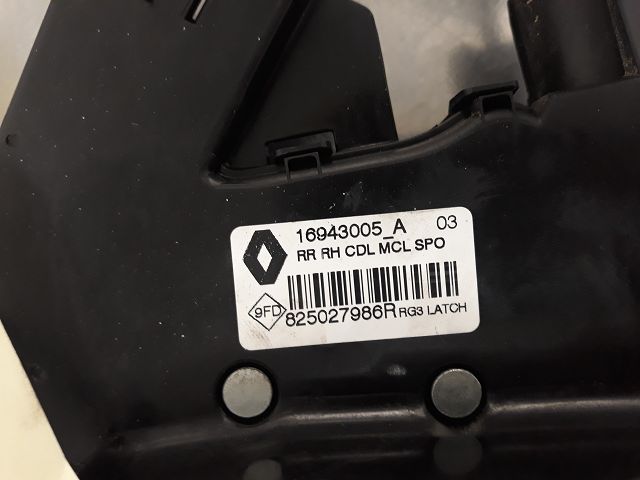 16943005_A 03
RR RH CDL MCL SPO
9FD 825027986R RG3 LATCH